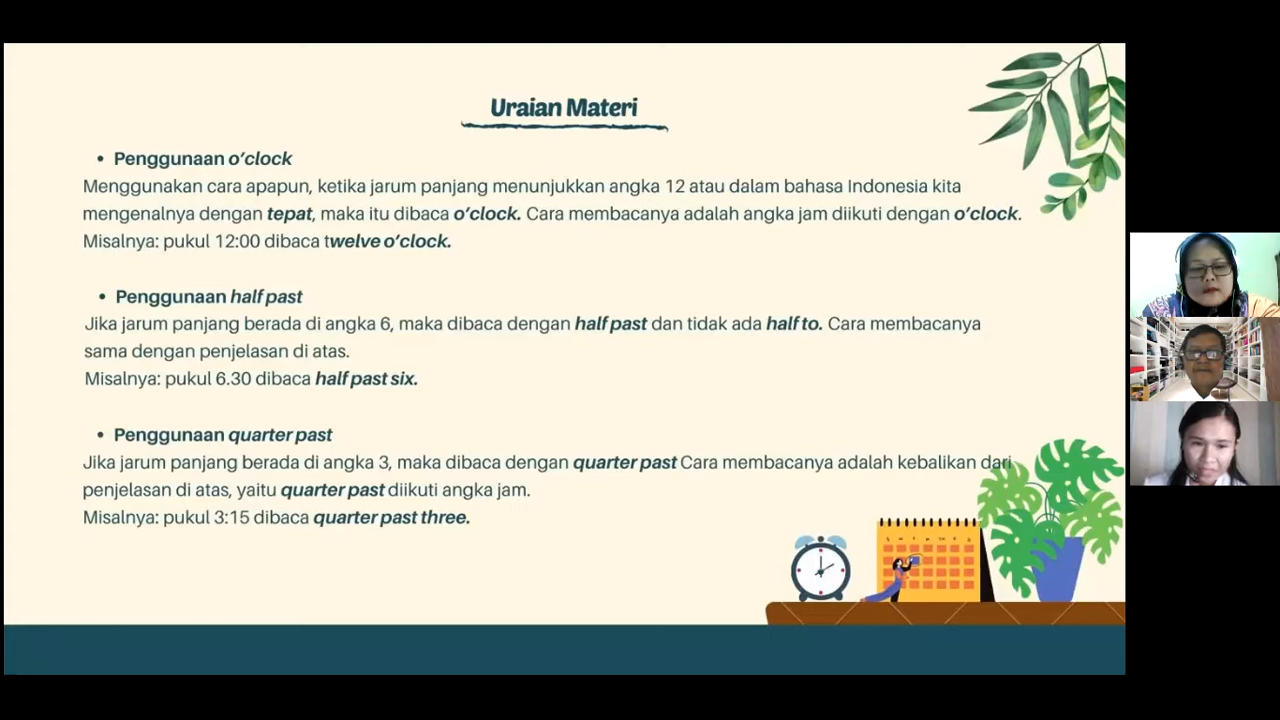 Uraian Materi
• Penggunaan o’clock
Menggunakan cara apapun, ketika jarum panjang menunjukkan angka 12 atau dalam bahasa Indonesia kita
mengenalnya dengan tepat, maka itu dibaca o’clock. Cara membacanya adalah angka jam diikuti dengan o’clock.
Misalnya: pukul 12:00 dibaca twelve o’clock.
• Penggunaan half past
Jika jarum panjang berada di angka 6, maka dibaca dengan half past dan tidak ada half to. Cara membacanya
sama dengan penjelasan di atas.
Misalnya: pukul 6.30 dibaca half past six.
• Penggunaan quarter past
Jika jarum panjang berada di angka 3, maka dibaca dengan quarter past Cara membacanya adalah kebalikan dari
penjelasan di atas, yaitu quarter past diikuti angka jam.
Misalnya: pukul 3:15 dibaca quarter past three.